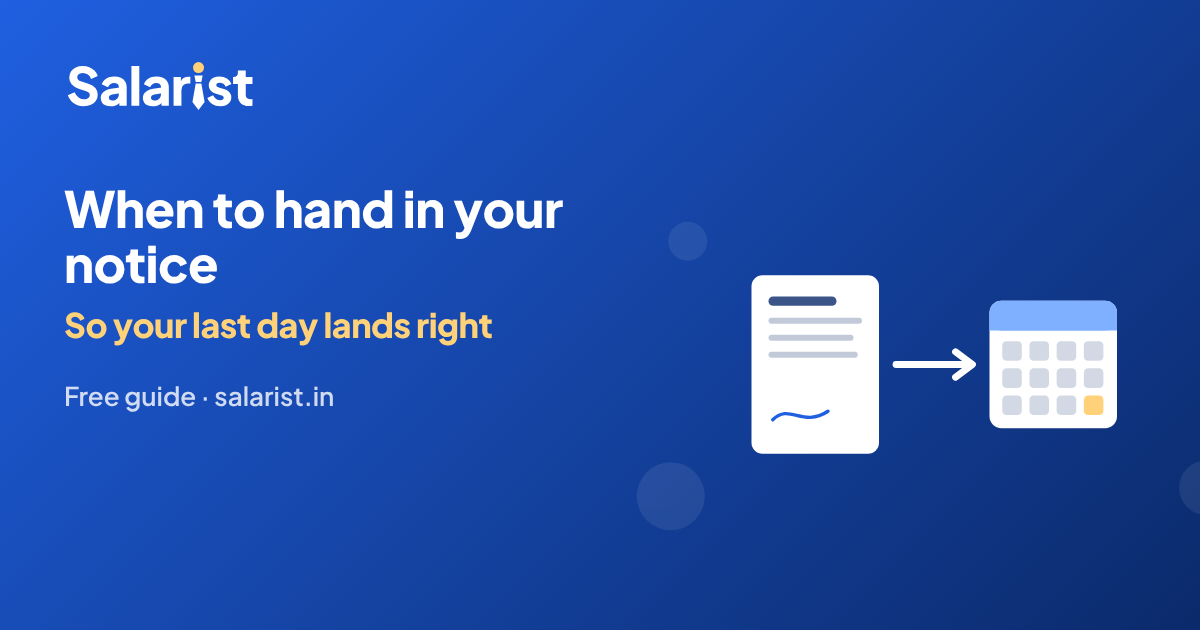 Salarist
When to hand in your
notice
So your last day lands right
Free guide · salarist.in